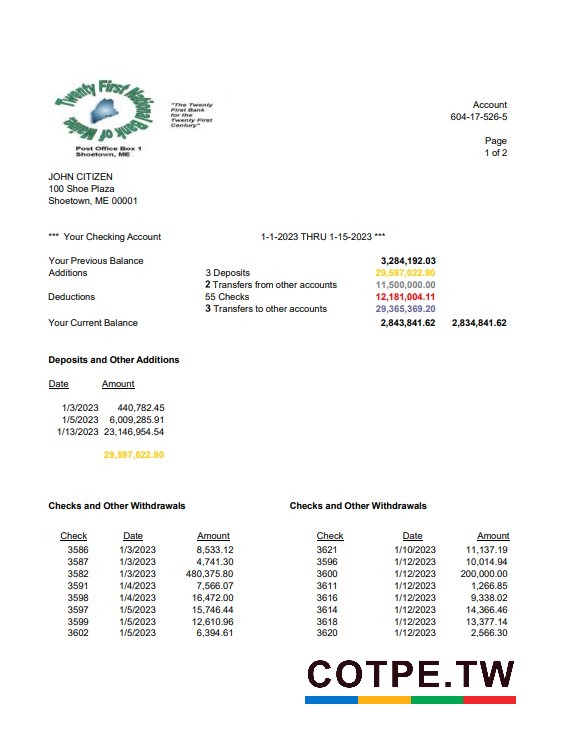 Twenty First National Bank of Maine
"The Twenty
First Bank
for the
Twenty First
Century"
Post Office Box 1
Shoetown, ME
Account
604-17-526-5
Page
1 of 2
JOHN CITIZEN
100 Shoe Plaza
Shoetown, ME 00001
*** Your Checking Account 1-1-2023 THRU 1-15-2023 ***
Your Previous Balance 3,284,192.03
Additions 3 Deposits 29,597,022.90
2 Transfers from other accounts 11,500,000.00
Deductions 55 Checks 12,181,004.11
3 Transfers to other accounts 29,365,369.20
Your Current Balance 2,843,841.62 2,834,841.62
Deposits and Other Additions
Date Amount
1/3/2023 440,782.45
1/5/2023 6,009,285.91
1/13/2023 23,146,954.54
29,597,022.90
Checks and Other Withdrawals Checks and Other Withdrawals
Check Date Amount Check Date Amount
3586 1/3/2023 8,533.12 3621 1/10/2023 11,137.19
3587 1/3/2023 4,741.30 3596 1/12/2023 10,014.94
3582 1/3/2023 480,375.80 3600 1/12/2023 200,000.00
3591 1/4/2023 7,566.07 3611 1/12/2023 1,266.85
3598 1/4/2023 16,472.00 3616 1/12/2023 9,338.02
3597 1/5/2023 15,746.44 3614 1/12/2023 14,366.46
3599 1/5/2023 12,610.96 3618 1/12/2023 13,377.14
3602 1/5/2023 6,394.61 3620 1/12/2023 2,566.30
COTPE.TW